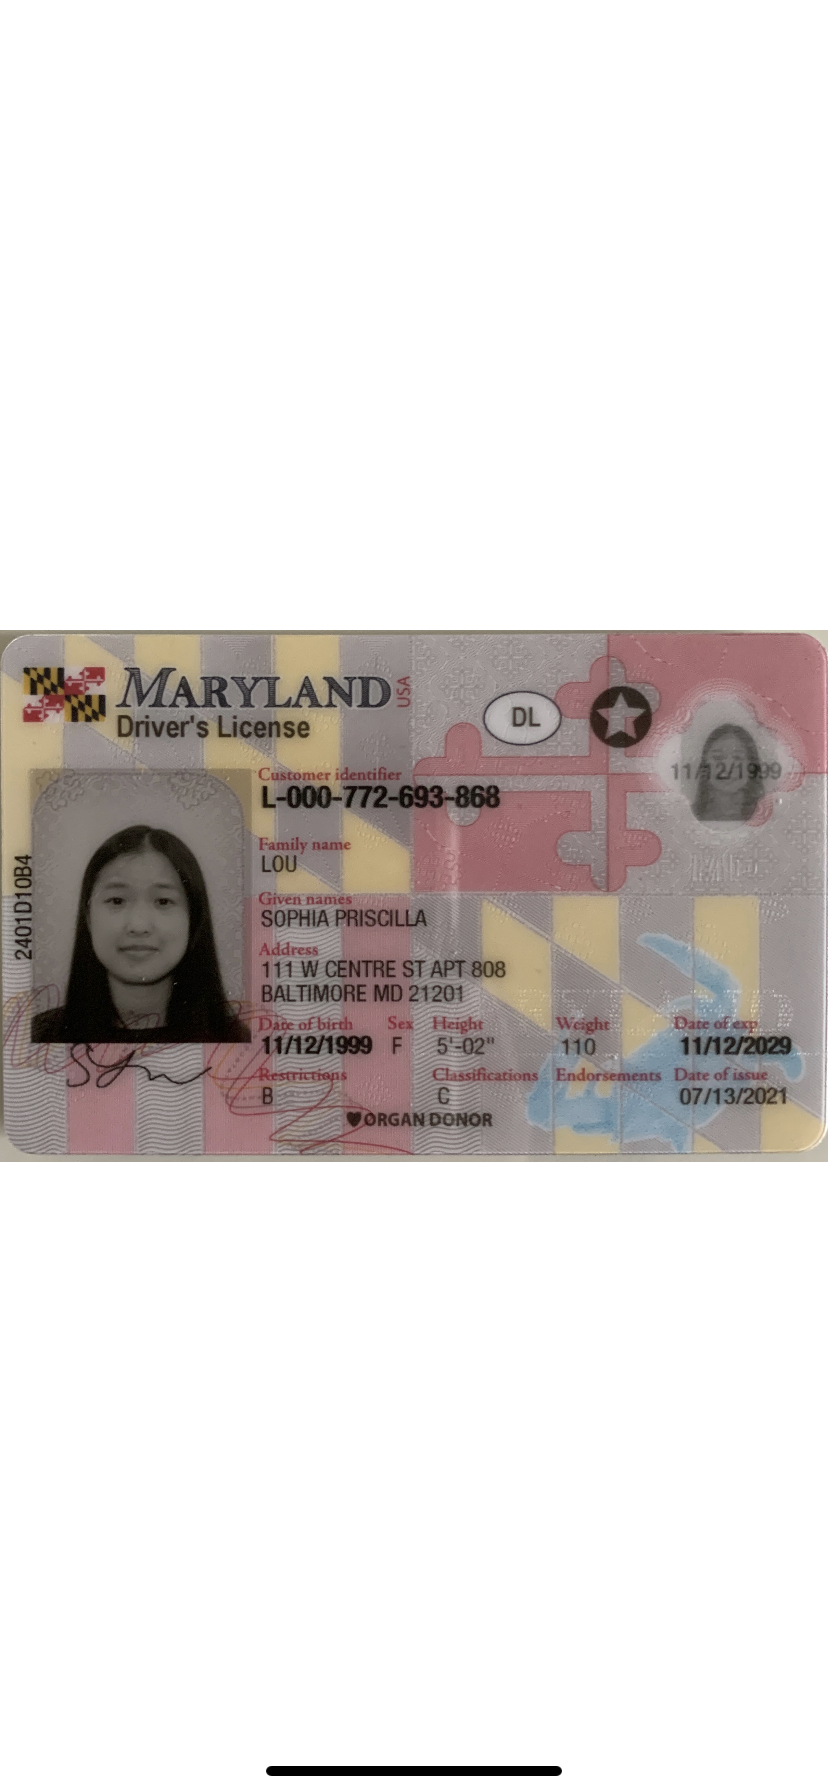 MARYLAND USA
Driver's License
DL
11/12/1999
Customer identifier
L-000-772-693-868
Family name
LOU
Given names
SOPHIA PRISCILLA
Address
111 W CENTRE ST APT 808
BALTIMORE MD 21201
2401D10B4
Date of birth Sex Height Weight Date of exp
11/12/1999 F 5'-02" 110 11/12/2029
Restrictions Classifications Endorsements Date of issue
B C 07/13/2021
ORGAN DONOR